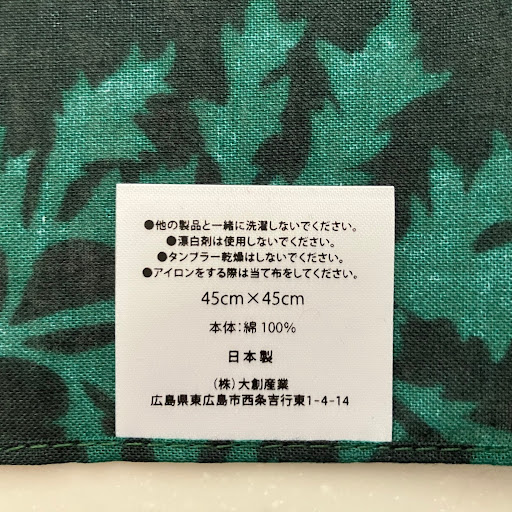 ●他の製品と一緒に洗濯しないでください。
●漂白剤は使用しないでください。
●タンブラー乾燥はしないでください。
●アイロンをする際は当て布をしてください。
45cm×45cm
本体:綿 100%
日本製
(株)大創産業
広島県東広島市西条吉行東1-4-14